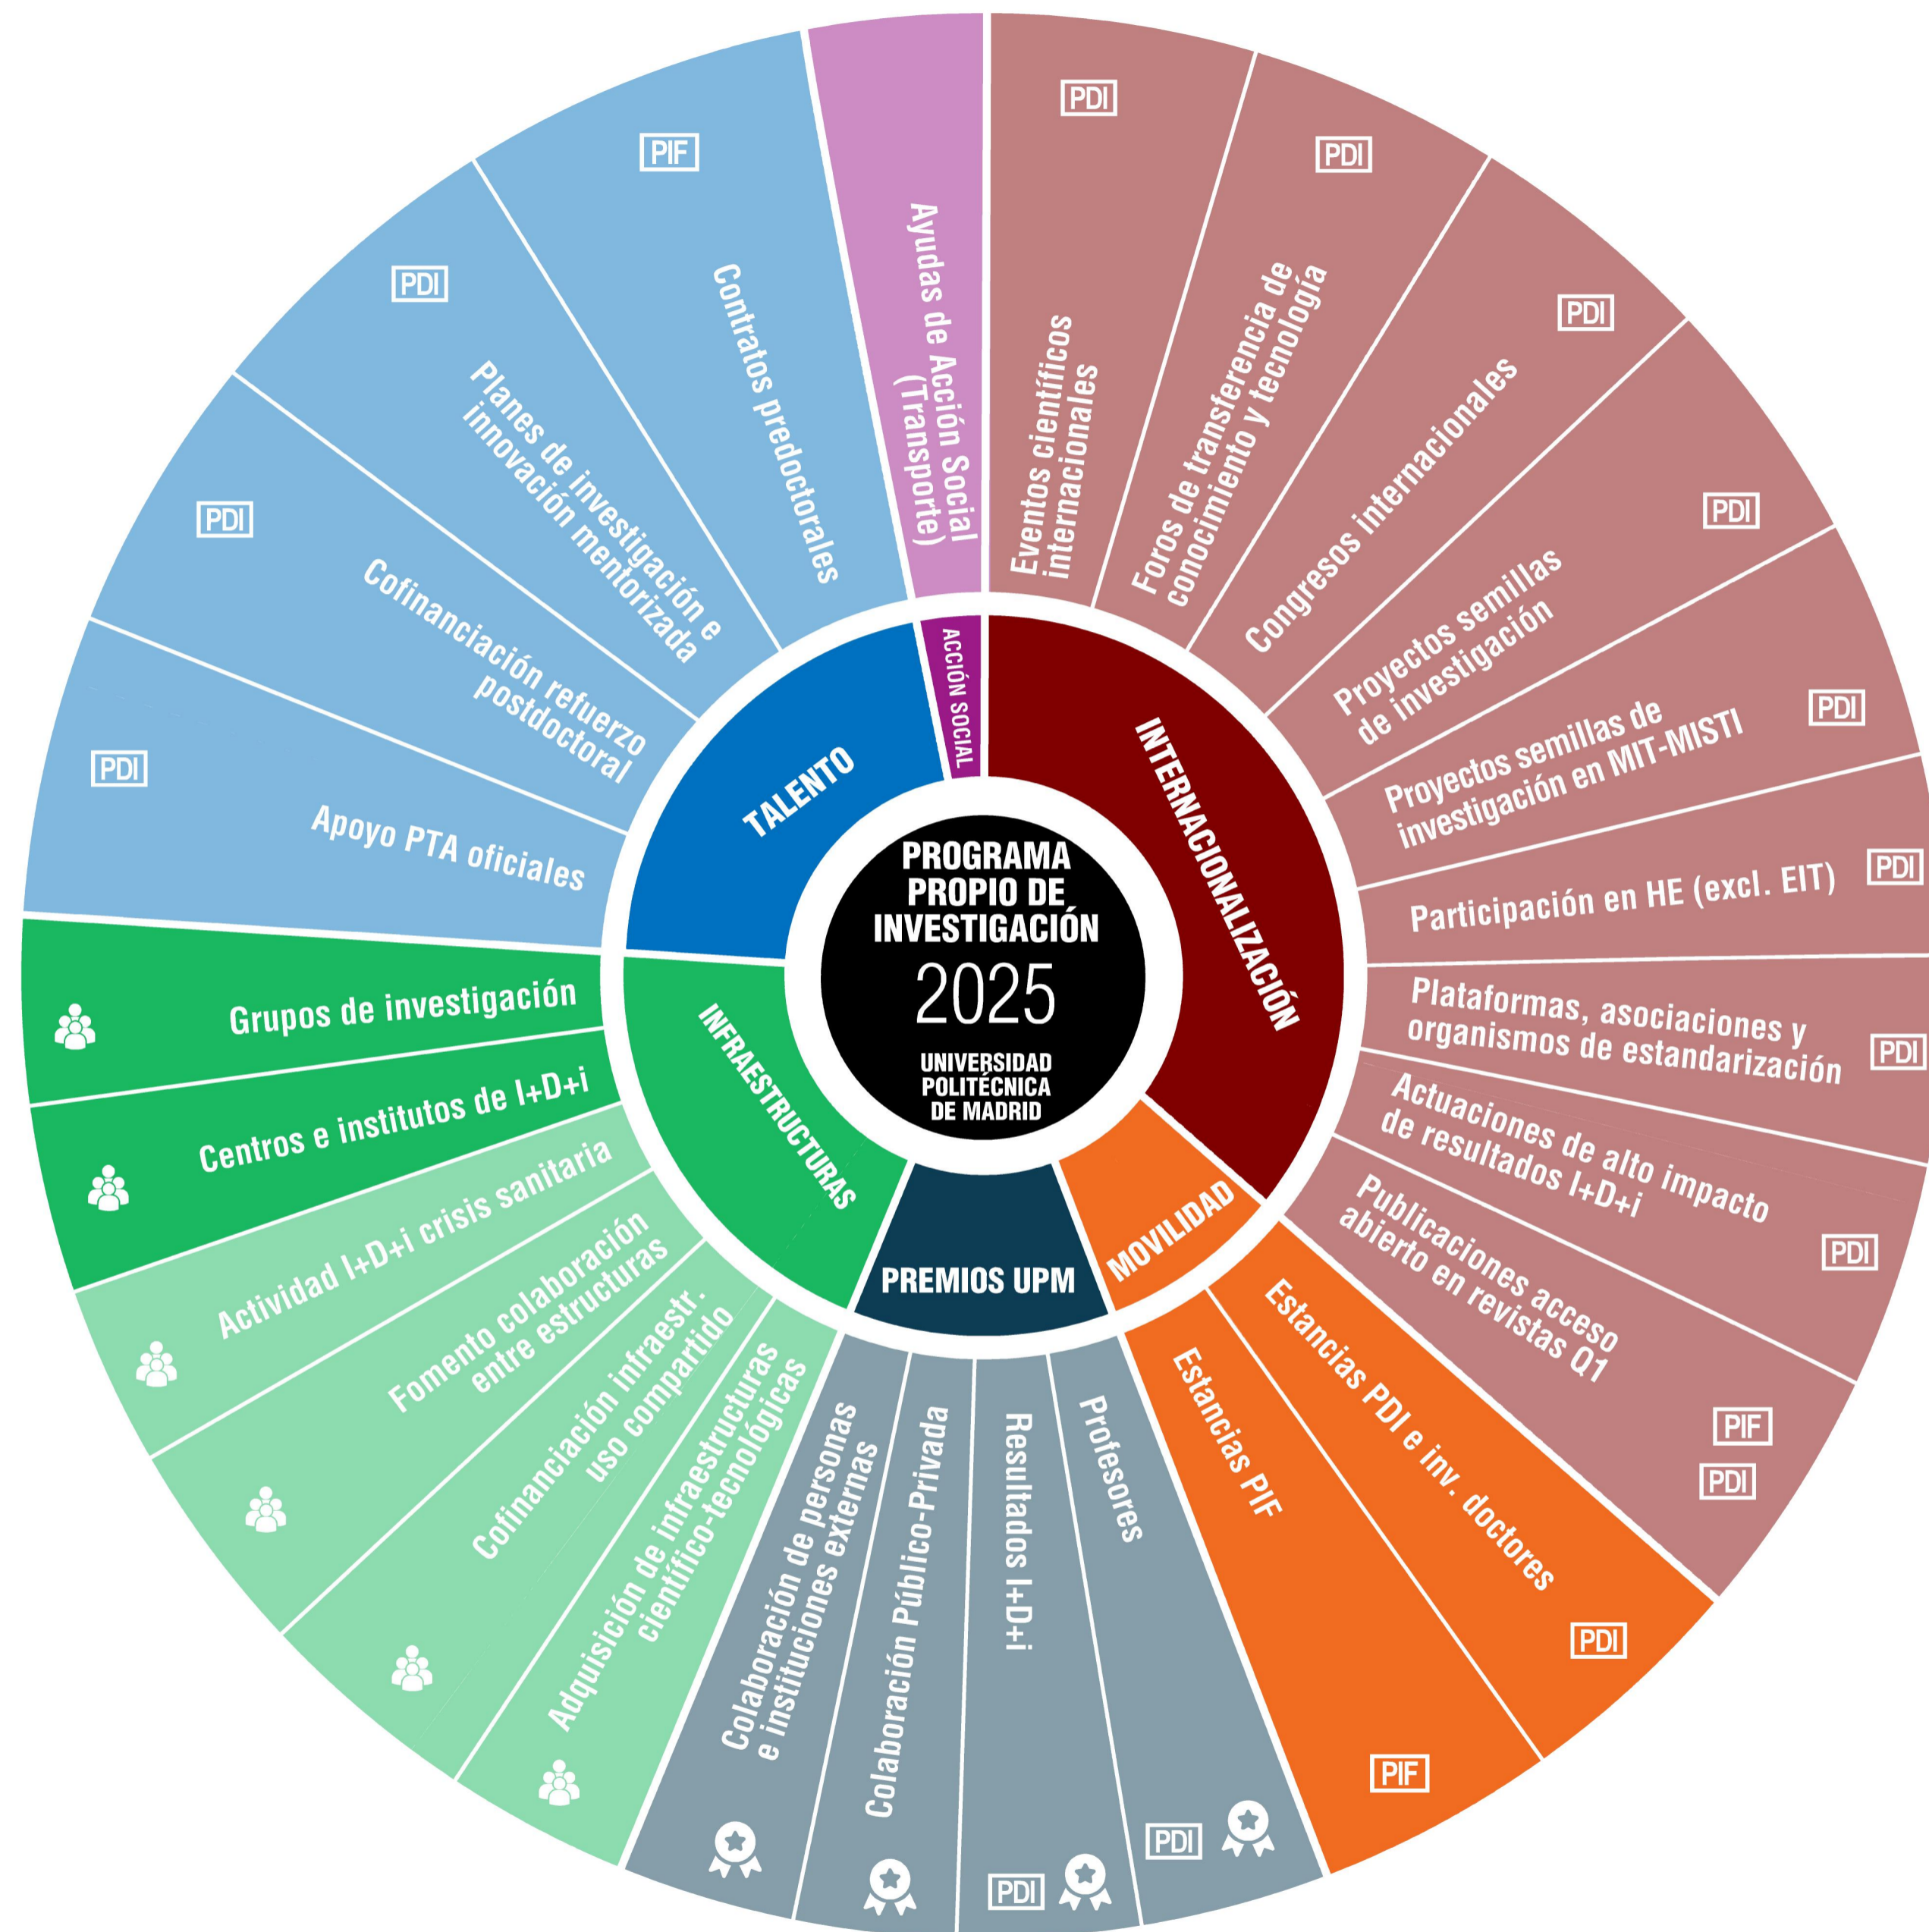 PROGRAMA
PROPIO DE
INVESTIGACIÓN
2025
UNIVERSIDAD
POLITÉCNICA
DE MADRID
INTERNACIONALIZACIÓN
PDI
Eventos científicos
internacionales
PDI
Foros de transferencia de
conocimiento y tecnología
PDI
Congresos internacionales
PDI
Proyectos semillas
de investigación
PDI
Proyectos semillas de
investigación en MIT-MISTI
PDI
Participación en HE (excl. EIT)
PDI
Plataformas, asociaciones y
organismos de estandarización
PDI
Actuaciones de alto impacto
de resultados I+D+i
Publicaciones acceso
abierto en revistas Q1
PIF
PDI
MOVILIDAD
Estancias PDI e inv. doctores
PDI
Estancias PIF
PIF
PREMIOS UPM
Profesores
PDI
Resultados I+D+i
PDI
Colaboración Público-Privada
Colaboración de personas
e instituciones externas
INFRAESTRUCTURAS
Adquisición de infraestructuras
científico-tecnológicas
Cofinanciación infraestr.
uso compartido
Fomento colaboración
entre estructuras
Actividad I+D+i crisis sanitaria
Centros e institutos de I+D+i
Grupos de investigación
TALENTO
PDI
Apoyo PTA oficiales
PDI
Cofinanciación refuerzo
postdoctoral
PDI
Planes de investigación e
innovación mentorizada
PIF
Contratos predoctorales
ACCIÓN SOCIAL
Ayudas de Acción Social
(Transporte)